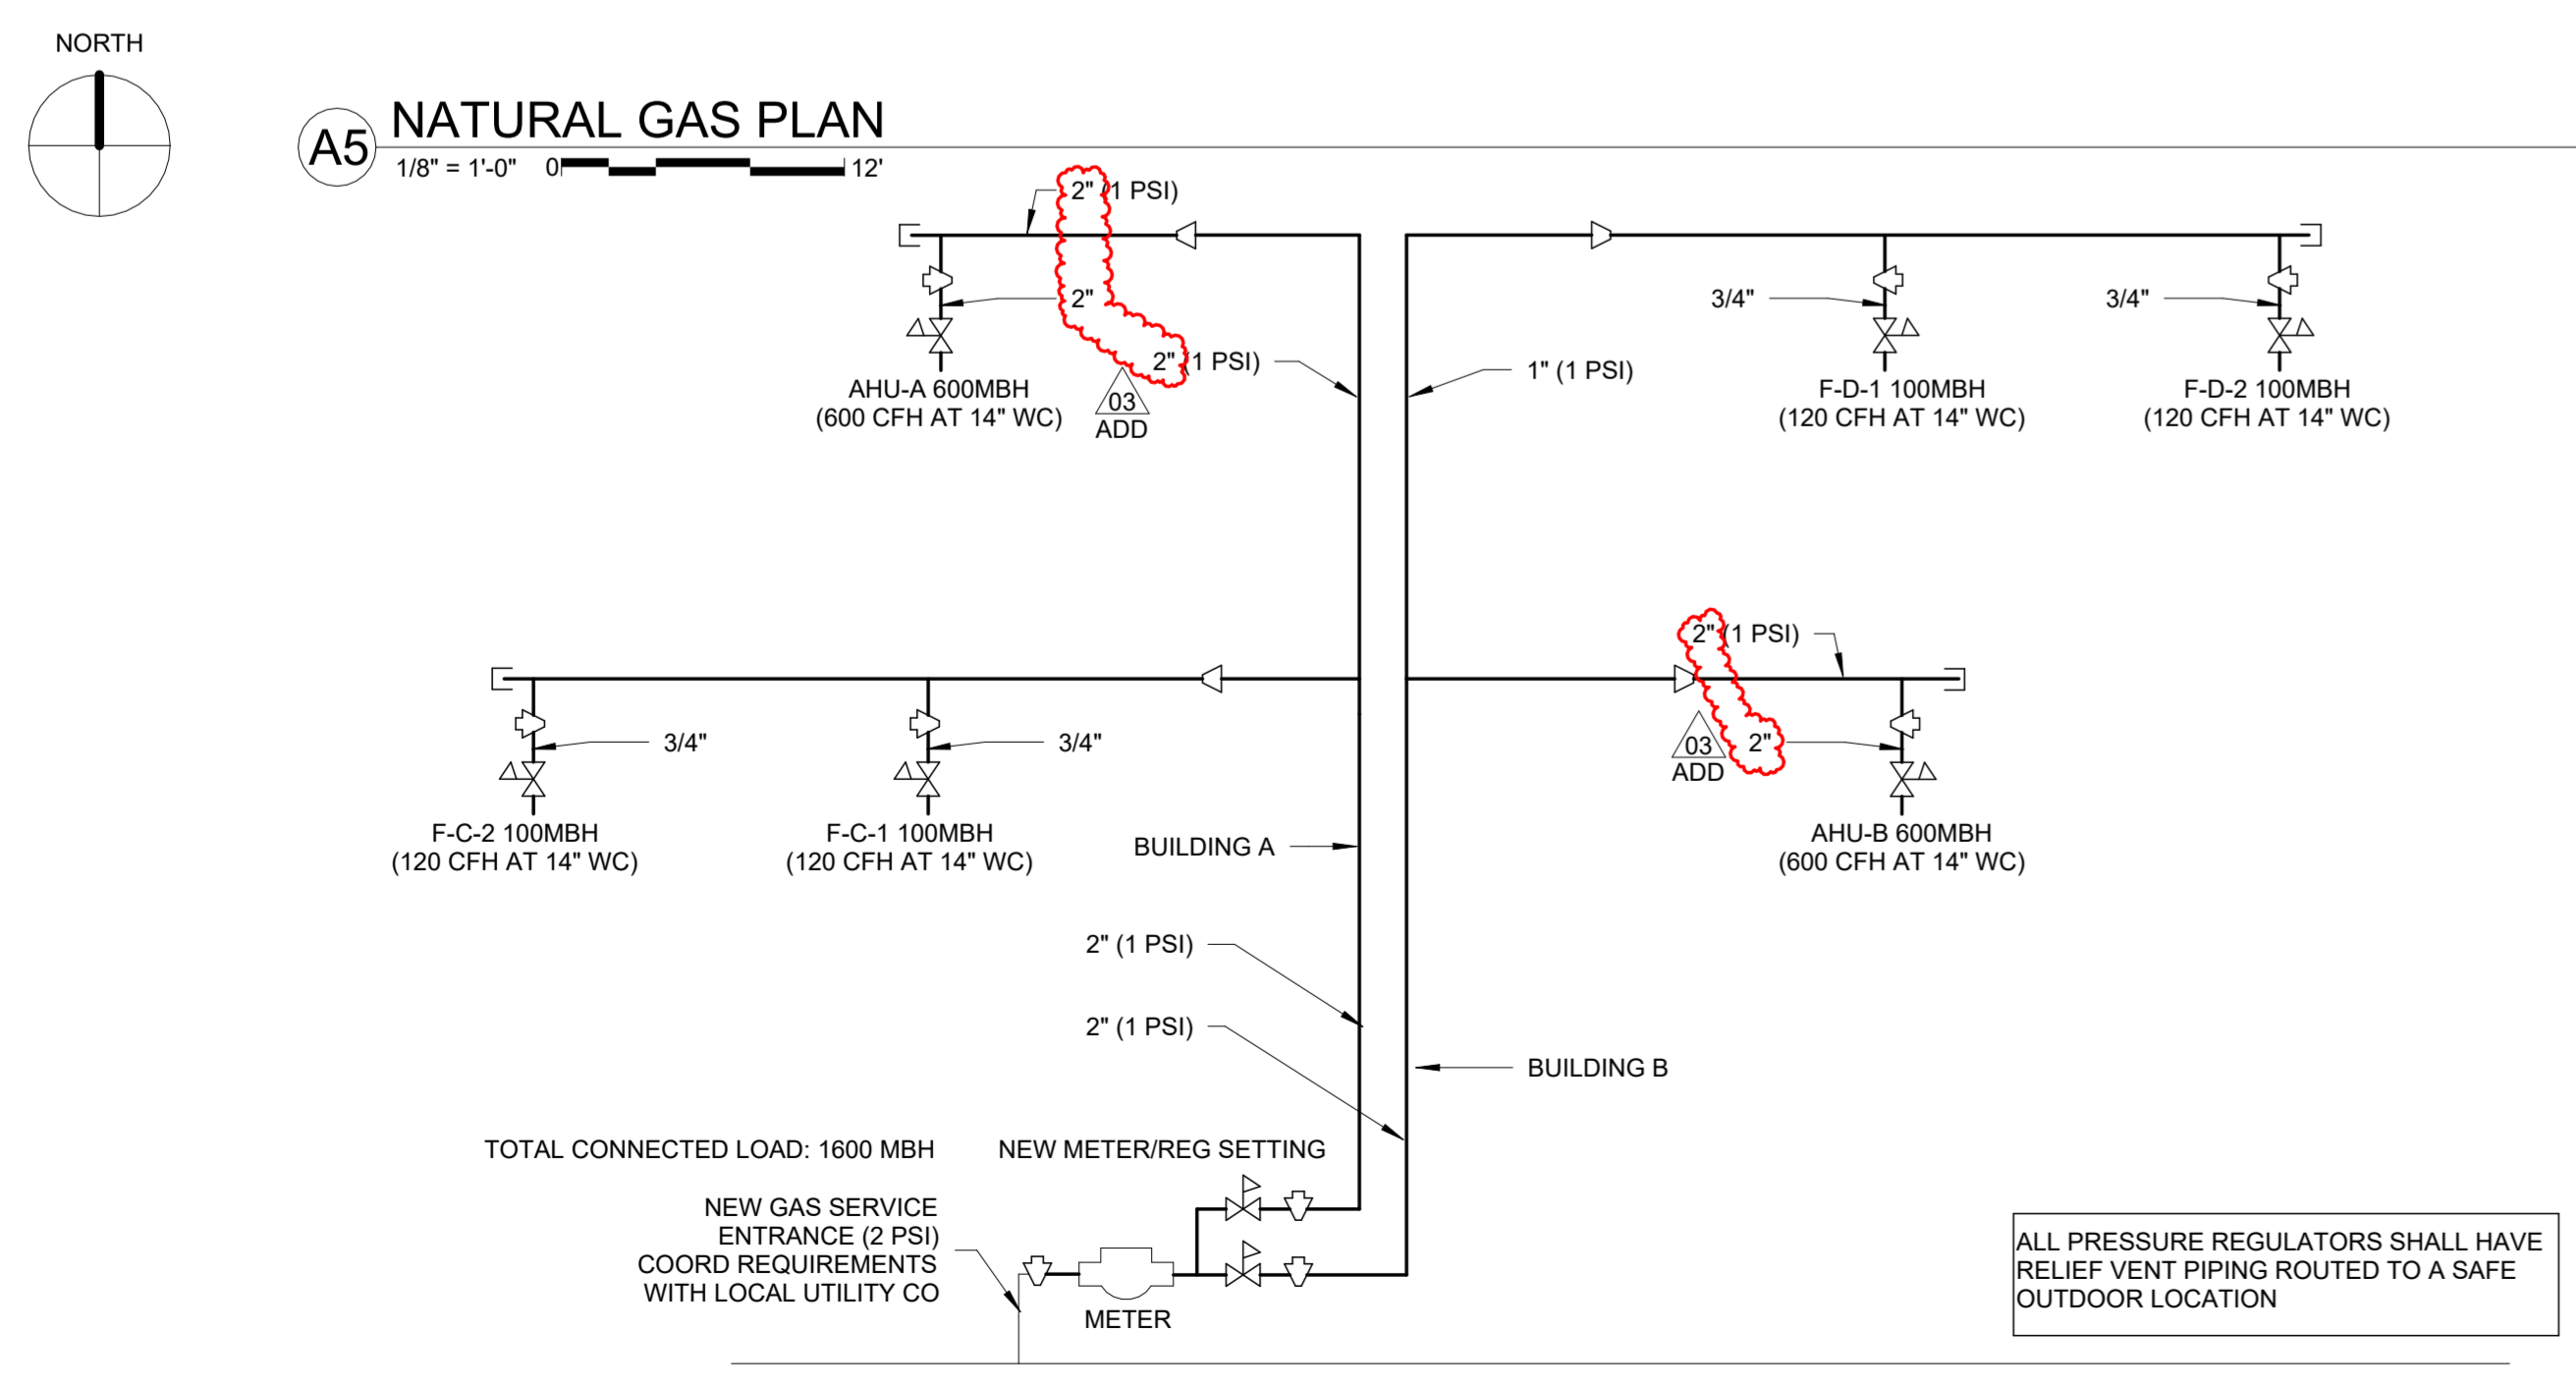 NORTH
A5
NATURAL GAS PLAN
1/8" = 1'-0"
0
12'
2" (1 PSI)
2"
2" (1 PSI)
03
ADD
AHU-A 600MBH
(600 CFH AT 14" WC)
1" (1 PSI)
3/4"
F-D-1 100MBH
(120 CFH AT 14" WC)
3/4"
F-D-2 100MBH
(120 CFH AT 14" WC)
3/4"
F-C-2 100MBH
(120 CFH AT 14" WC)
3/4"
F-C-1 100MBH
(120 CFH AT 14" WC)
2" (1 PSI)
2"
03
ADD
AHU-B 600MBH
(600 CFH AT 14" WC)
BUILDING A
2" (1 PSI)
2" (1 PSI)
BUILDING B
TOTAL CONNECTED LOAD: 1600 MBH
NEW METER/REG SETTING
NEW GAS SERVICE
ENTRANCE (2 PSI)
COORD REQUIREMENTS
WITH LOCAL UTILITY CO
METER
ALL PRESSURE REGULATORS SHALL HAVE
RELIEF VENT PIPING ROUTED TO A SAFE
OUTDOOR LOCATION